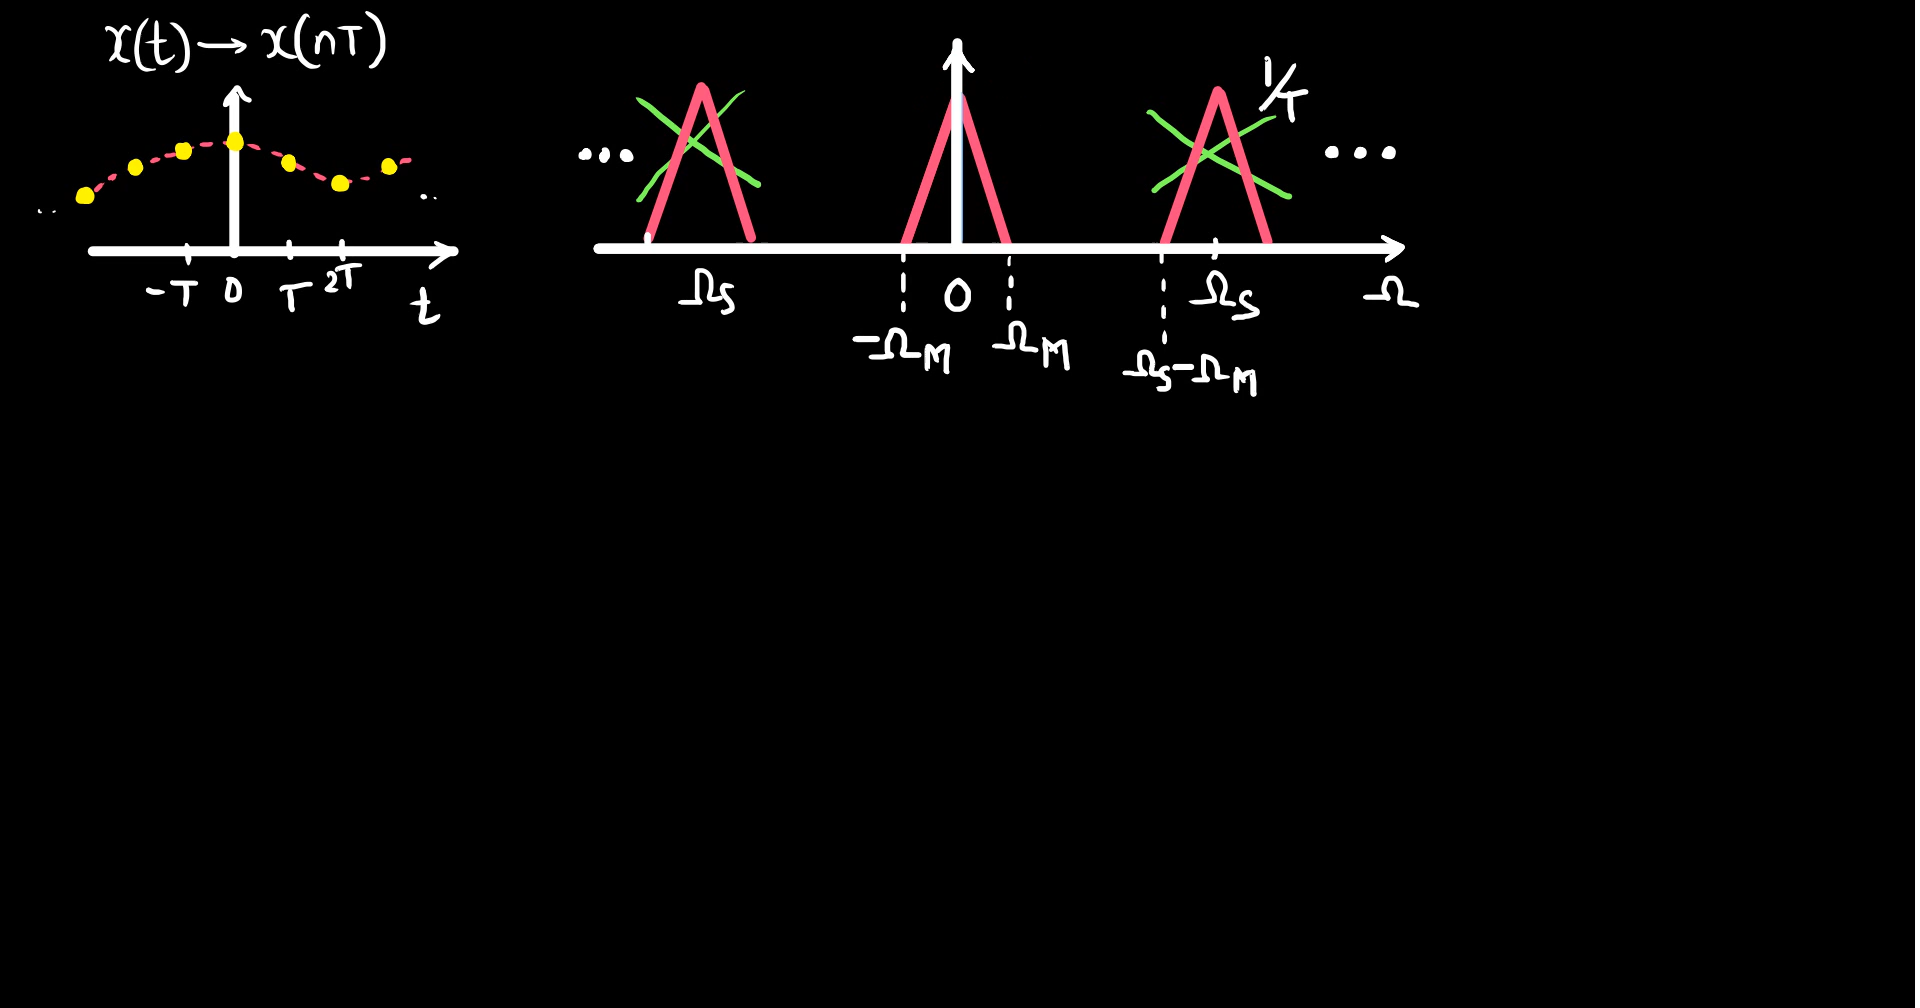 x(t) → x(nT)
1/T
... ...
-T 0 T 2T t
Ωs 0 Ωs Ω
-ΩM ΩM Ωs-ΩM